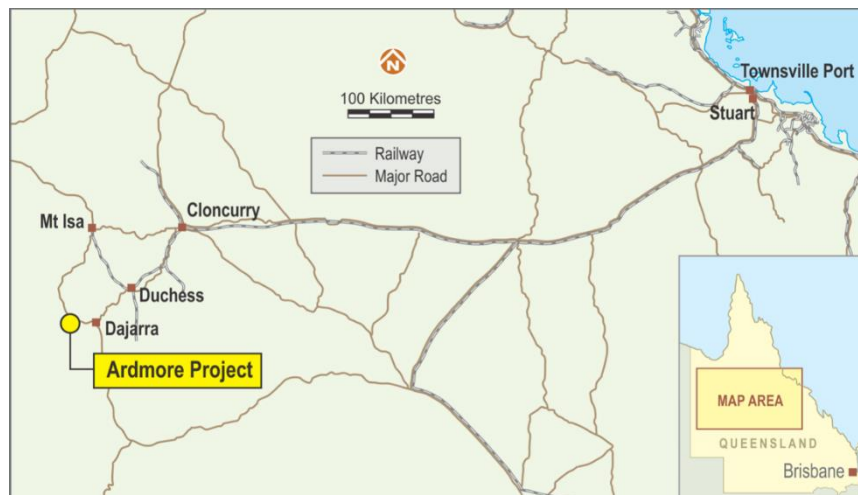 Townsville Port
N
100 Kilometres
Stuart
Railway
Major Road
Cloncurry
Mt Isa
Duchess
Dajarra
Ardmore Project
MAP AREA
QUEENSLAND
Brisbane